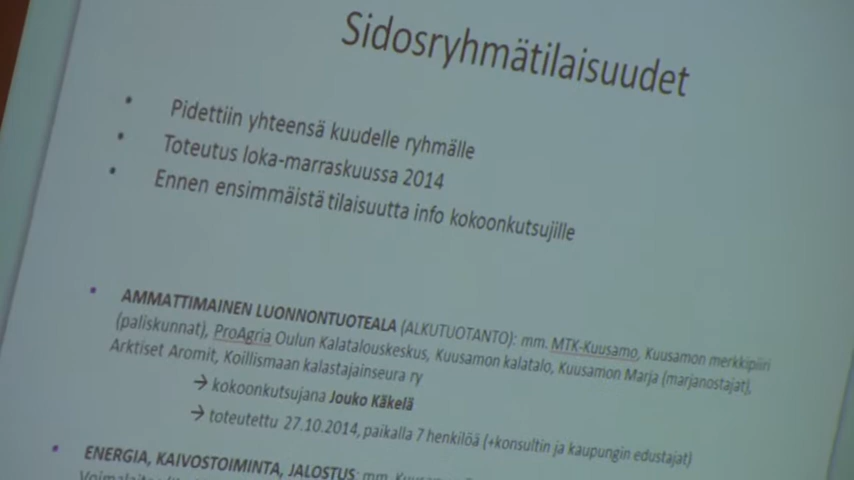 Sidosryhmätilaisuudet
• Pidettiin yhteensä kuudelle ryhmälle
• Toteutus loka-marraskuussa 2014
• Ennen ensimmäistä tilaisuutta info kokoonkutsujille
• AMMATTIMAINEN LUONNONTUOTEALA (ALKUTUOTANTO): mm. MTK-Kuusamo, Kuusamon merkkipiiri
(paliskunnat), ProAgria Oulun Kalatalouskeskus, Kuusamon kalatalo, Kuusamon Marja (marjanostajat),
Arktiset Aromit, Koillismaan kalastajainseura ry
→ kokoonkutsujana Jouko Käkelä
→ toteutettu 27.10.2014, paikalla 7 henkilöä (+konsultin ja kaupungin edustajat)
• ENERGIA, KAIVOSTOIMINTA, JALOSTUS: mm.